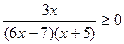 3x / (6x − 7)(x + 5) ≥ 0